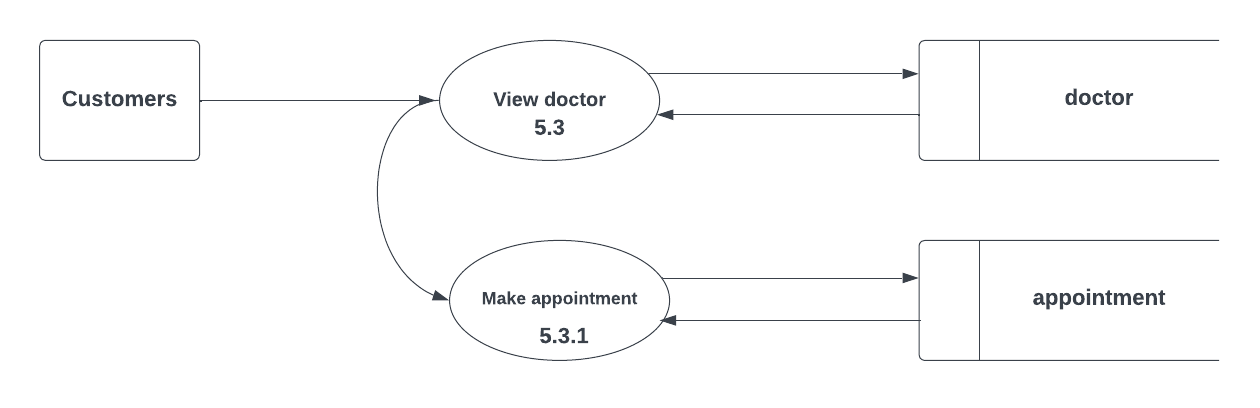 Customers
View doctor
5.3
doctor
Make appointment
5.3.1
appointment